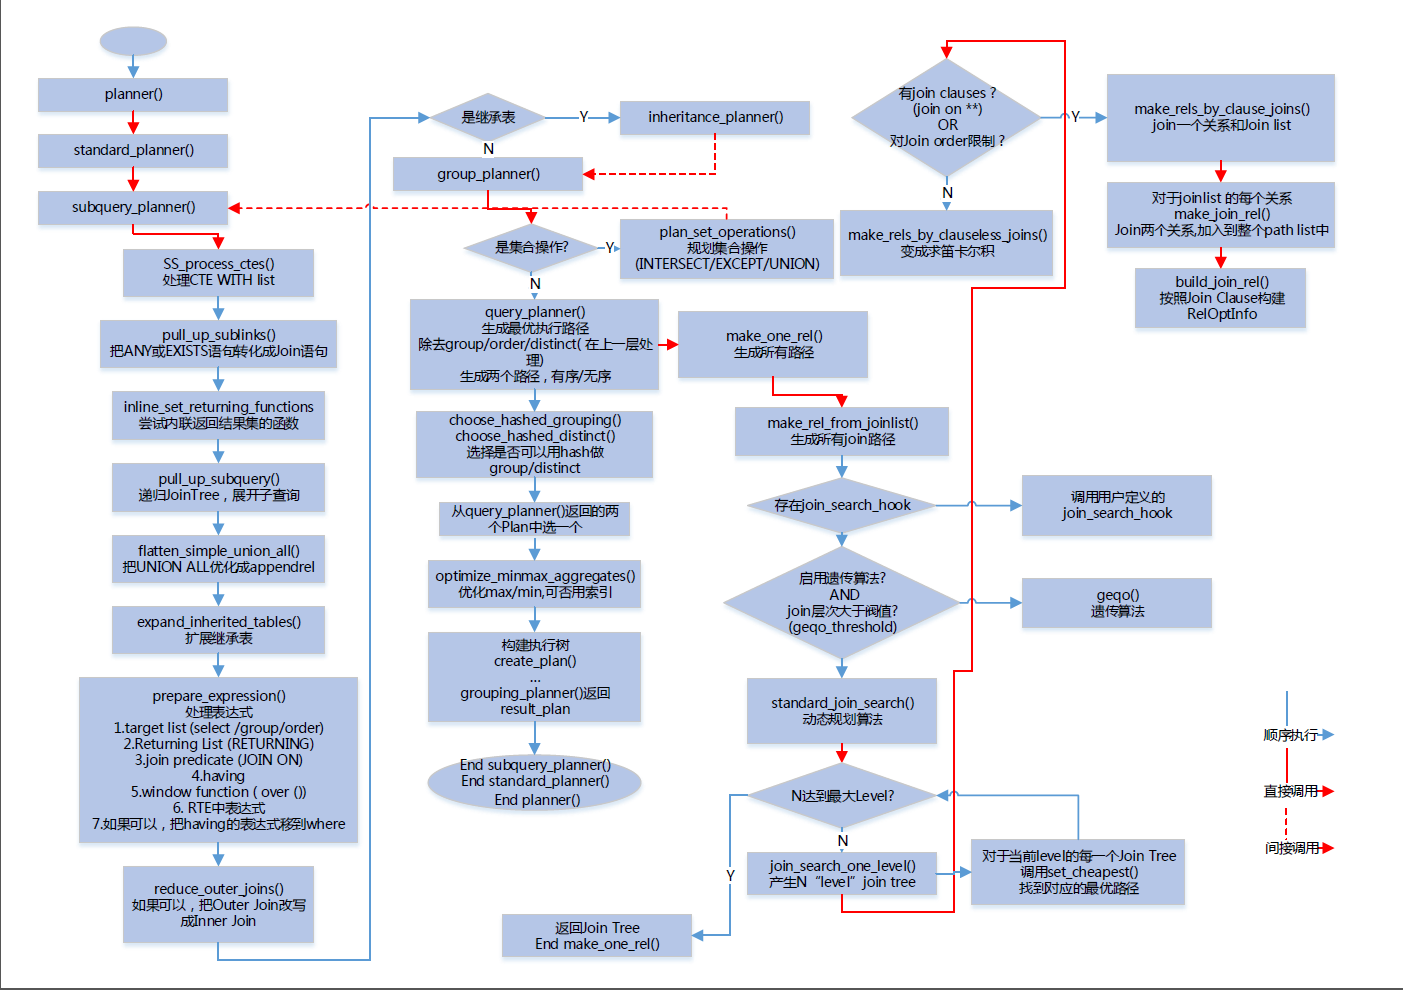 planner()
standard_planner()
subquery_planner()
SS_process_ctes()
处理CTE WITH list
pull_up_sublinks()
把ANY或EXISTS语句转化成Join语句
inline_set_returning_functions
尝试内联返回结果集的函数
pull_up_subquery()
递归JoinTree，展开子查询
flatten_simple_union_all()
把UNION ALL优化成appendrel
expand_inherited_tables()
扩展继承表
prepare_expression()
处理表达式
1.target list (select /group/order)
2.Returning List (RETURNING)
3.join predicate (JOIN ON)
4.having
5.window function ( over ())
6. RTE中表达式
7.如果可以，把having的表达式移到where
reduce_outer_joins()
如果可以，把Outer Join改写
成Inner Join
是继承表
Y
N
inheritance_planner()
group_planner()
是集合操作?
Y
N
plan_set_operations()
规划集合操作
(INTERSECT/EXCEPT/UNION)
query_planner()
生成最优执行路径
除去group/order/distinct( 在上一层处
理)
生成两个路径，有序/无序
choose_hashed_grouping()
choose_hashed_distinct()
选择是否可以用hash做
group/distinct
从query_planner()返回的两
个Plan中选一个
optimize_minmax_aggregates()
优化max/min,可否用索引
构建执行树
create_plan()
...
grouping_planner()返回
result_plan
End subquery_planner()
End standard_planner()
End planner()
make_one_rel()
生成所有路径
make_rel_from_joinlist()
生成所有join路径
存在join_search_hook
调用用户定义的
join_search_hook
启用遗传算法?
AND
join层次大于阀值?
(geqo_threshold)
geqo()
遗传算法
standard_join_search()
动态规划算法
N达到最大Level?
N
Y
join_search_one_level()
产生N“level”join tree
对于当前level的每一个Join Tree
调用set_cheapest()
找到对应的最优路径
返回Join Tree
End make_one_rel()
有join clauses？
(join on **)
OR
对Join order限制？
Y
N
make_rels_by_clauseless_joins()
变成求笛卡尔积
make_rels_by_clause_joins()
join一个关系和Join list
对于joinlist 的每个关系
make_join_rel()
Join两个关系,加入到整个path list中
build_join_rel()
按照Join Clause构建
RelOptInfo
顺序执行
直接调用
间接调用